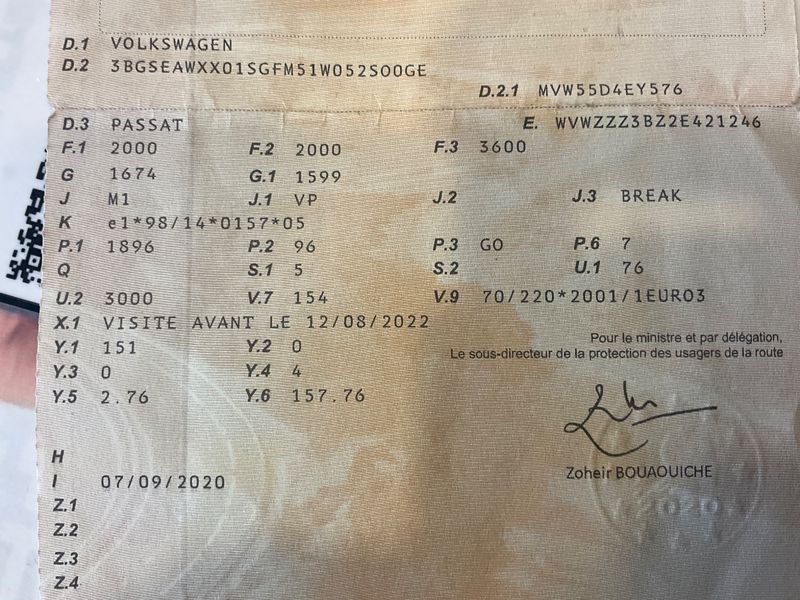 D.1 VOLKSWAGEN
D.2 3BGSEAWXX01SGFM51W052S00GE
D.2.1 MVW55D4EY576
D.3 PASSAT E. WVWZZZ3BZ2E421246
F.1 2000 F.2 2000 F.3 3600
G 1674 G.1 1599
J M1 J.1 VP J.2 J.3 BREAK
K e1*98/14*0157*05
P.1 1896 P.2 96 P.3 GO P.6 7
Q S.1 5 S.2 U.1 76
U.2 3000 V.7 154 V.9 70/220*2001/1EURO3
X.1 VISITE AVANT LE 12/08/2022
Pour le ministre et par délégation,
Y.1 151 Y.2 0
Le sous-directeur de la protection des usagers de la route
Y.3 0 Y.4 4
Y.5 2.76 Y.6 157.76
H
Zoheir BOUAOUICHE
I 07/09/2020
Z.1
2020
Z.2
Z.3
Z.4